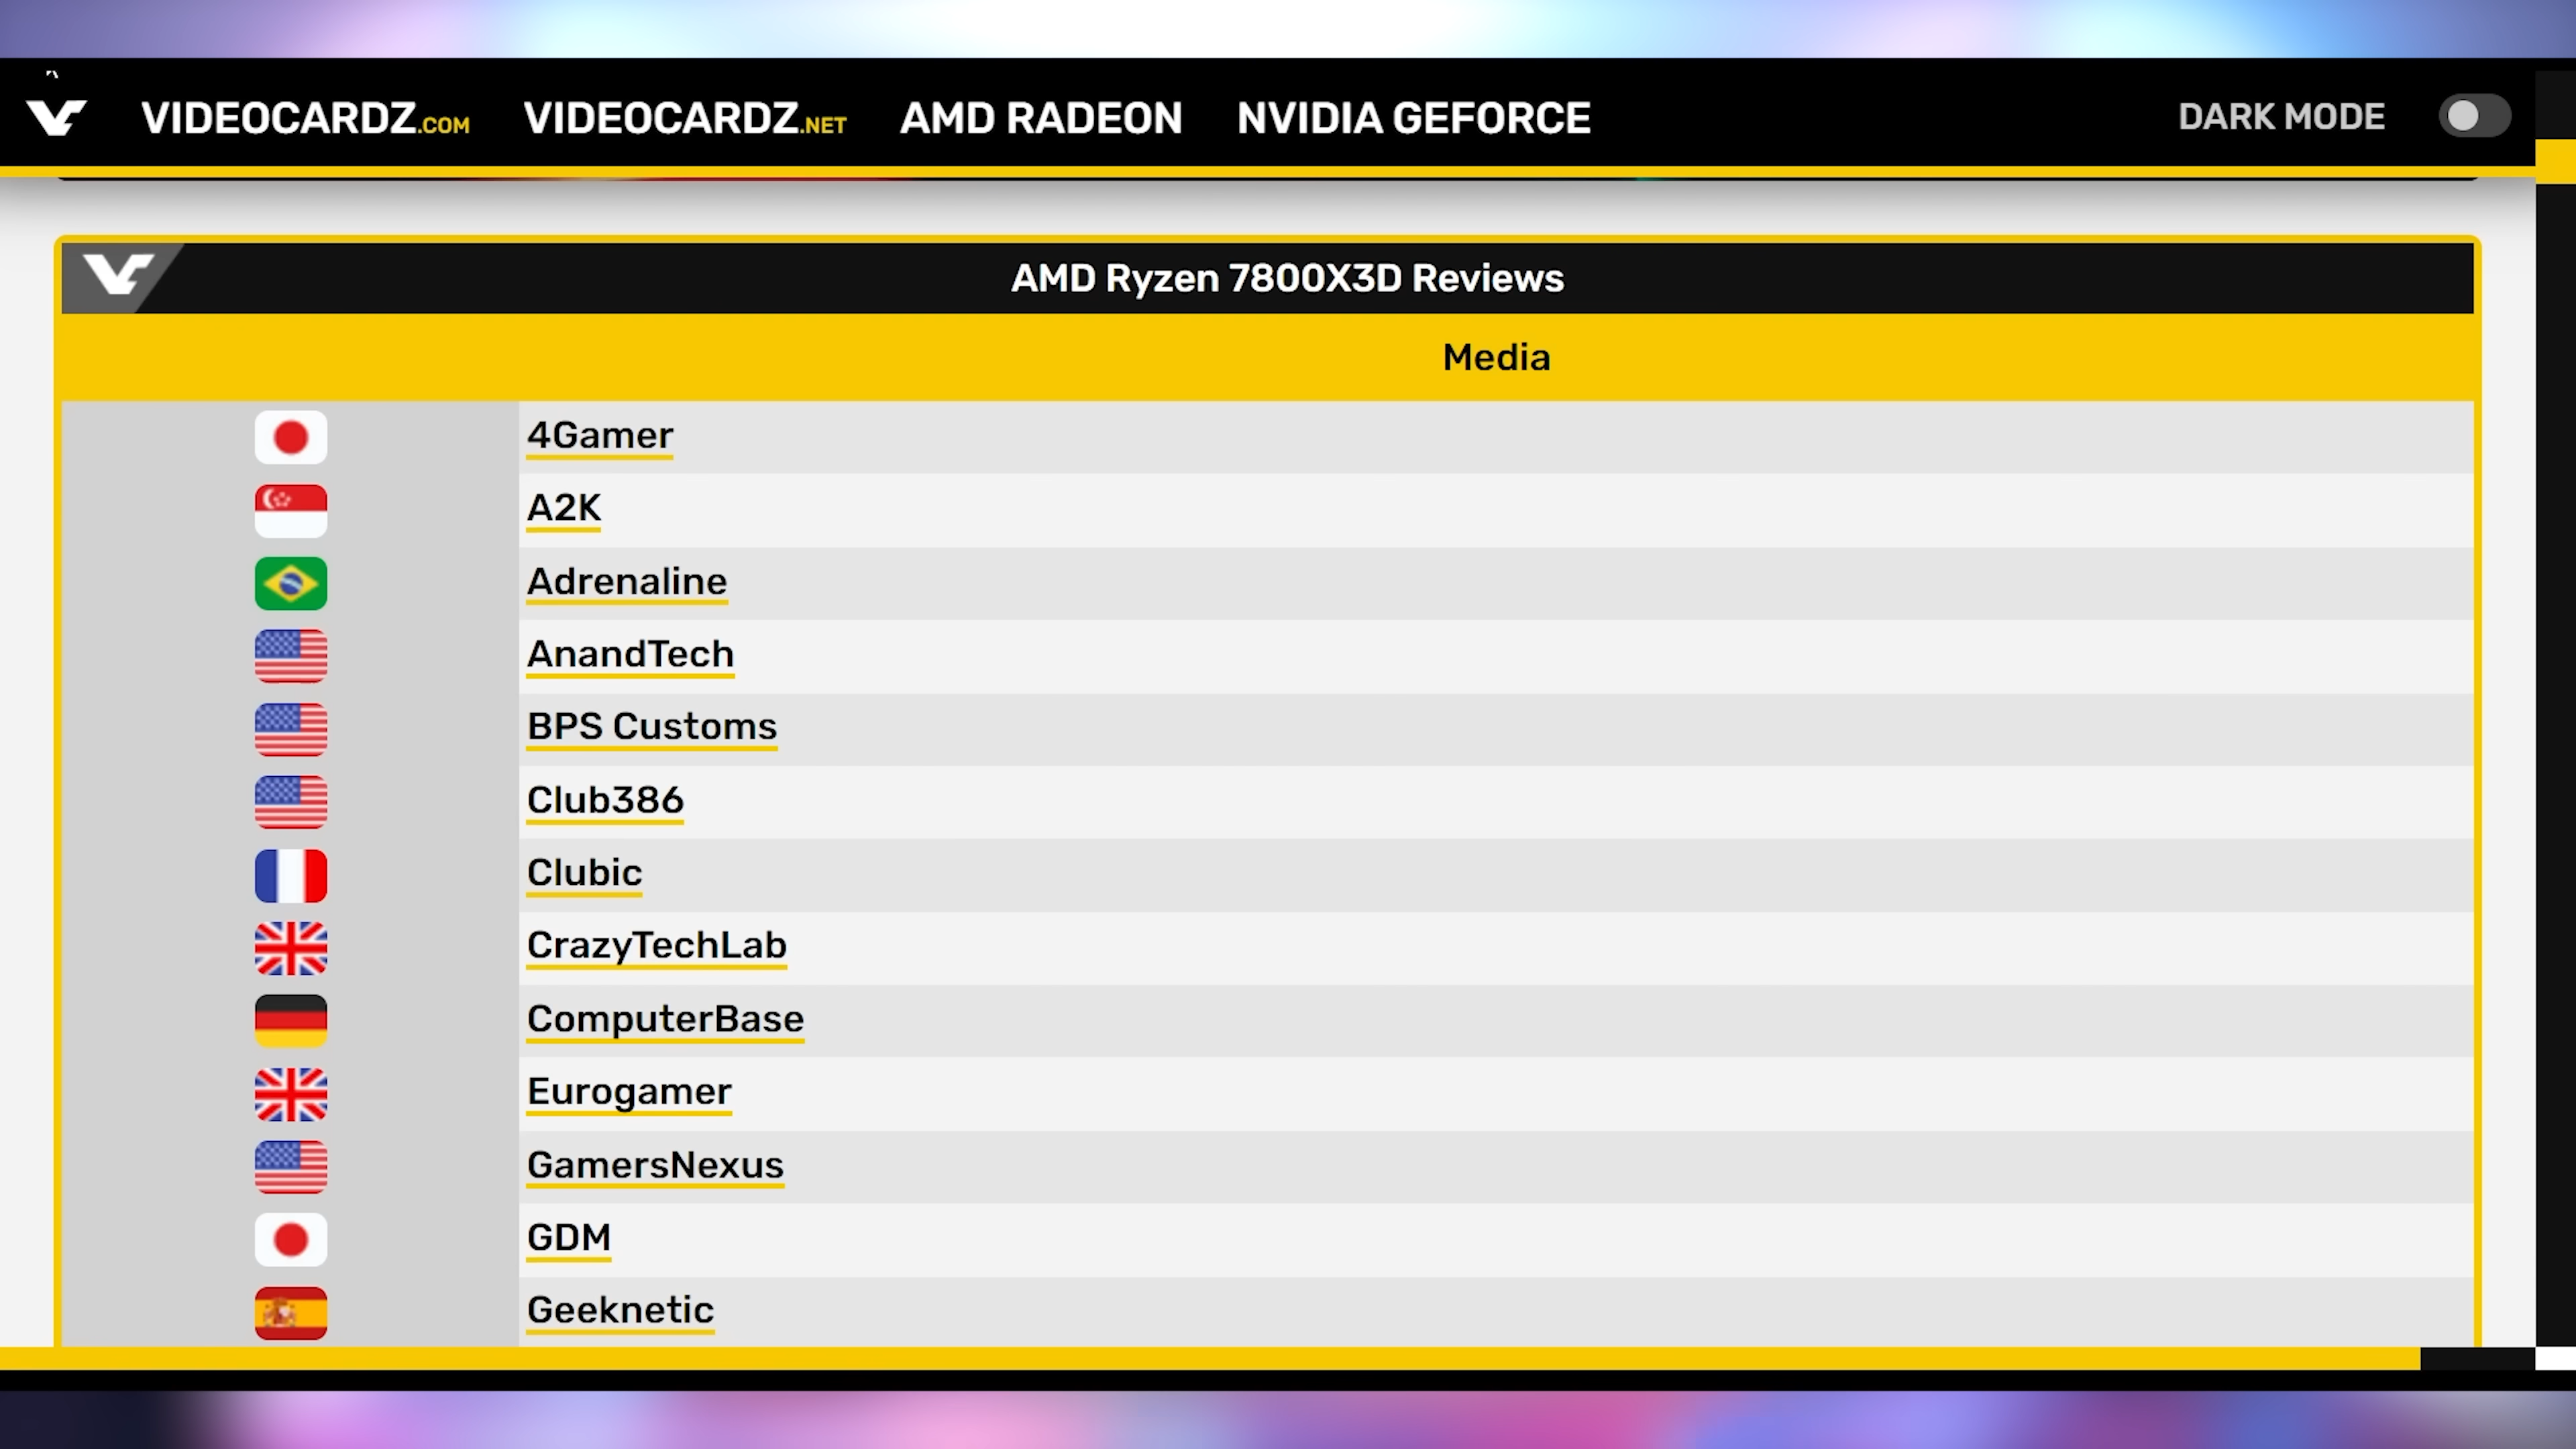 VIDEOCARDZ.COM VIDEOCARDZ.NET AMD RADEON NVIDIA GEFORCE DARK MODE
AMD Ryzen 7800X3D Reviews
Media
4Gamer
A2K
Adrenaline
AnandTech
BPS Customs
Club386
Clubic
CrazyTechLab
ComputerBase
Eurogamer
GamersNexus
GDM
Geeknetic